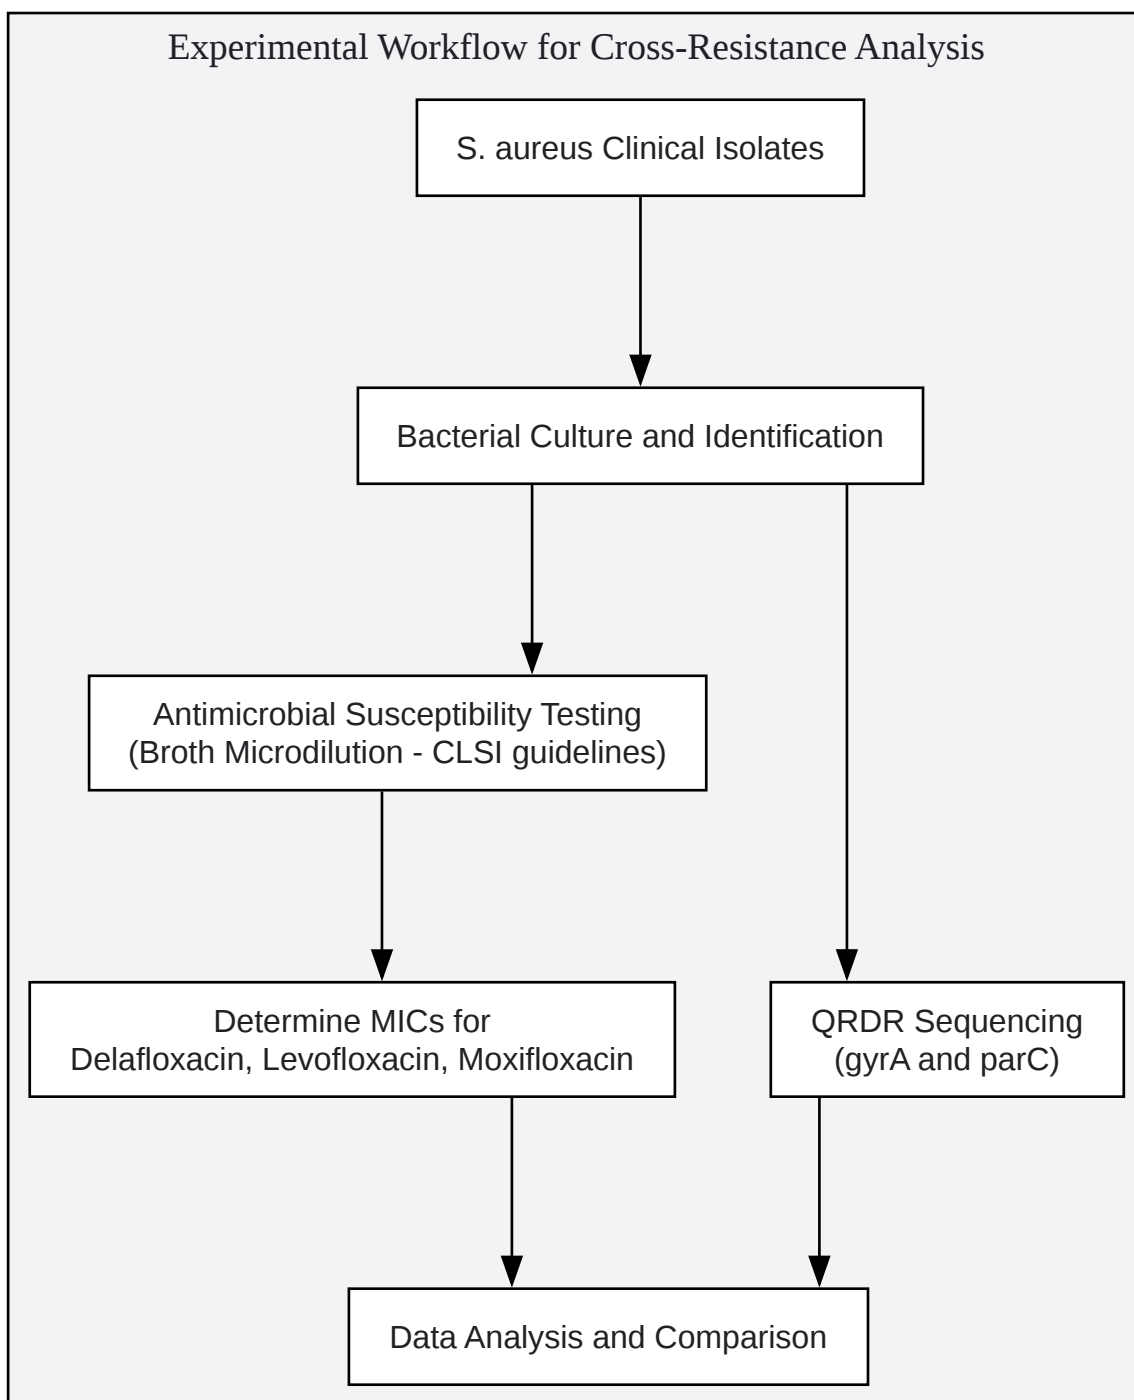 Experimental Workflow for Cross-Resistance Analysis
S. aureus Clinical Isolates
Bacterial Culture and Identification
Antimicrobial Susceptibility Testing
(Broth Microdilution - CLSI guidelines)
Determine MICs for
Delafloxacin, Levofloxacin, Moxifloxacin
QRDR Sequencing
(gyrA and parC)
Data Analysis and Comparison